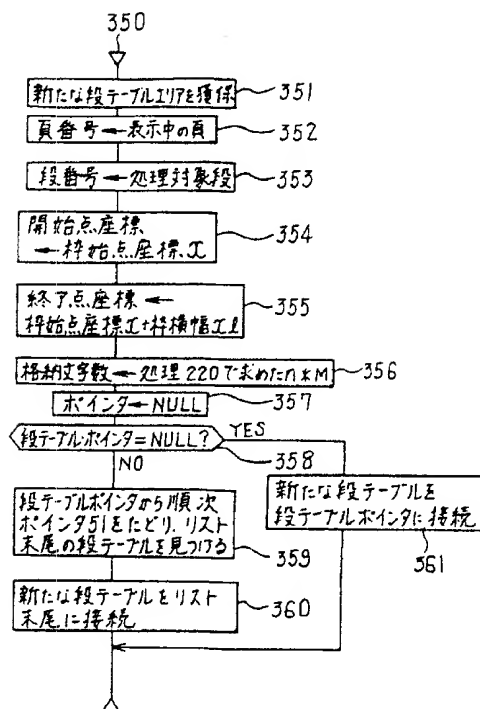 350
新たな段テーブルエリアを獲保
351
頁番号←表示中の頁
352
段番号←処理対象段
353
開始点座標
←枠始点座標x
354
終了点座標←
枠始点座標x+枠横幅xl
355
格納文字数←処理220で求めたn*M
356
ポインタ←NULL
357
段テーブル・ポインタ=NULL?
YES
358
NO
段テーブルポインタから順次
ポインタ51をたどり、リスト
末尾の段テーブルを見つける
359
新たな段テーブルを
段テーブルポインタに接続
361
新たな段テーブルをリスト
末尾に接続
360